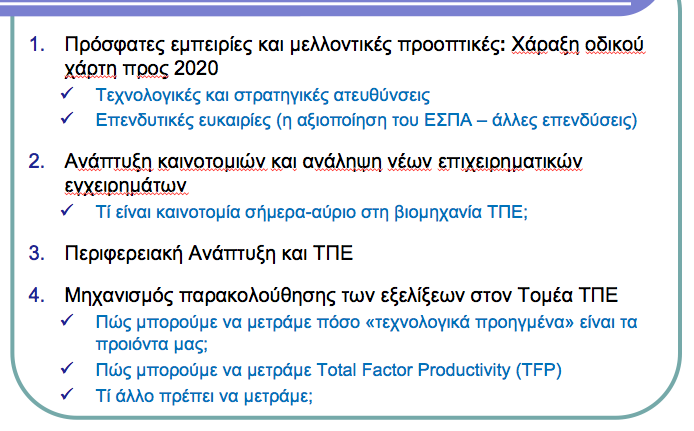 1. Πρόσφατες εμπειρίες και μελλοντικές προοπτικές: Χάραξη οδικού
χάρτη προς 2020
✓ Τεχνολογικές και στρατηγικές ατευθύνσεις
✓ Επενδυτικές ευκαιρίες (η αξιοποίηση του ΕΣΠΑ – άλλες επενδύσεις)
2. Ανάπτυξη καινοτομιών και ανάληψη νέων επιχειρηματικών
εγχειρημάτων
✓ Τί είναι καινοτομία σήμερα-αύριο στη βιομηχανία ΤΠΕ;
3. Περιφερειακή Ανάπτυξη και ΤΠΕ
4. Μηχανισμός παρακολούθησης των εξελίξεων στον Τομέα ΤΠΕ
✓ Πώς μπορούμε να μετράμε πόσο «τεχνολογικά προηγμένα» είναι τα
προιόντα μας;
✓ Πώς μπορούμε να μετράμε Total Factor Productivity (TFP)
✓ Τί άλλο πρέπει να μετράμε;